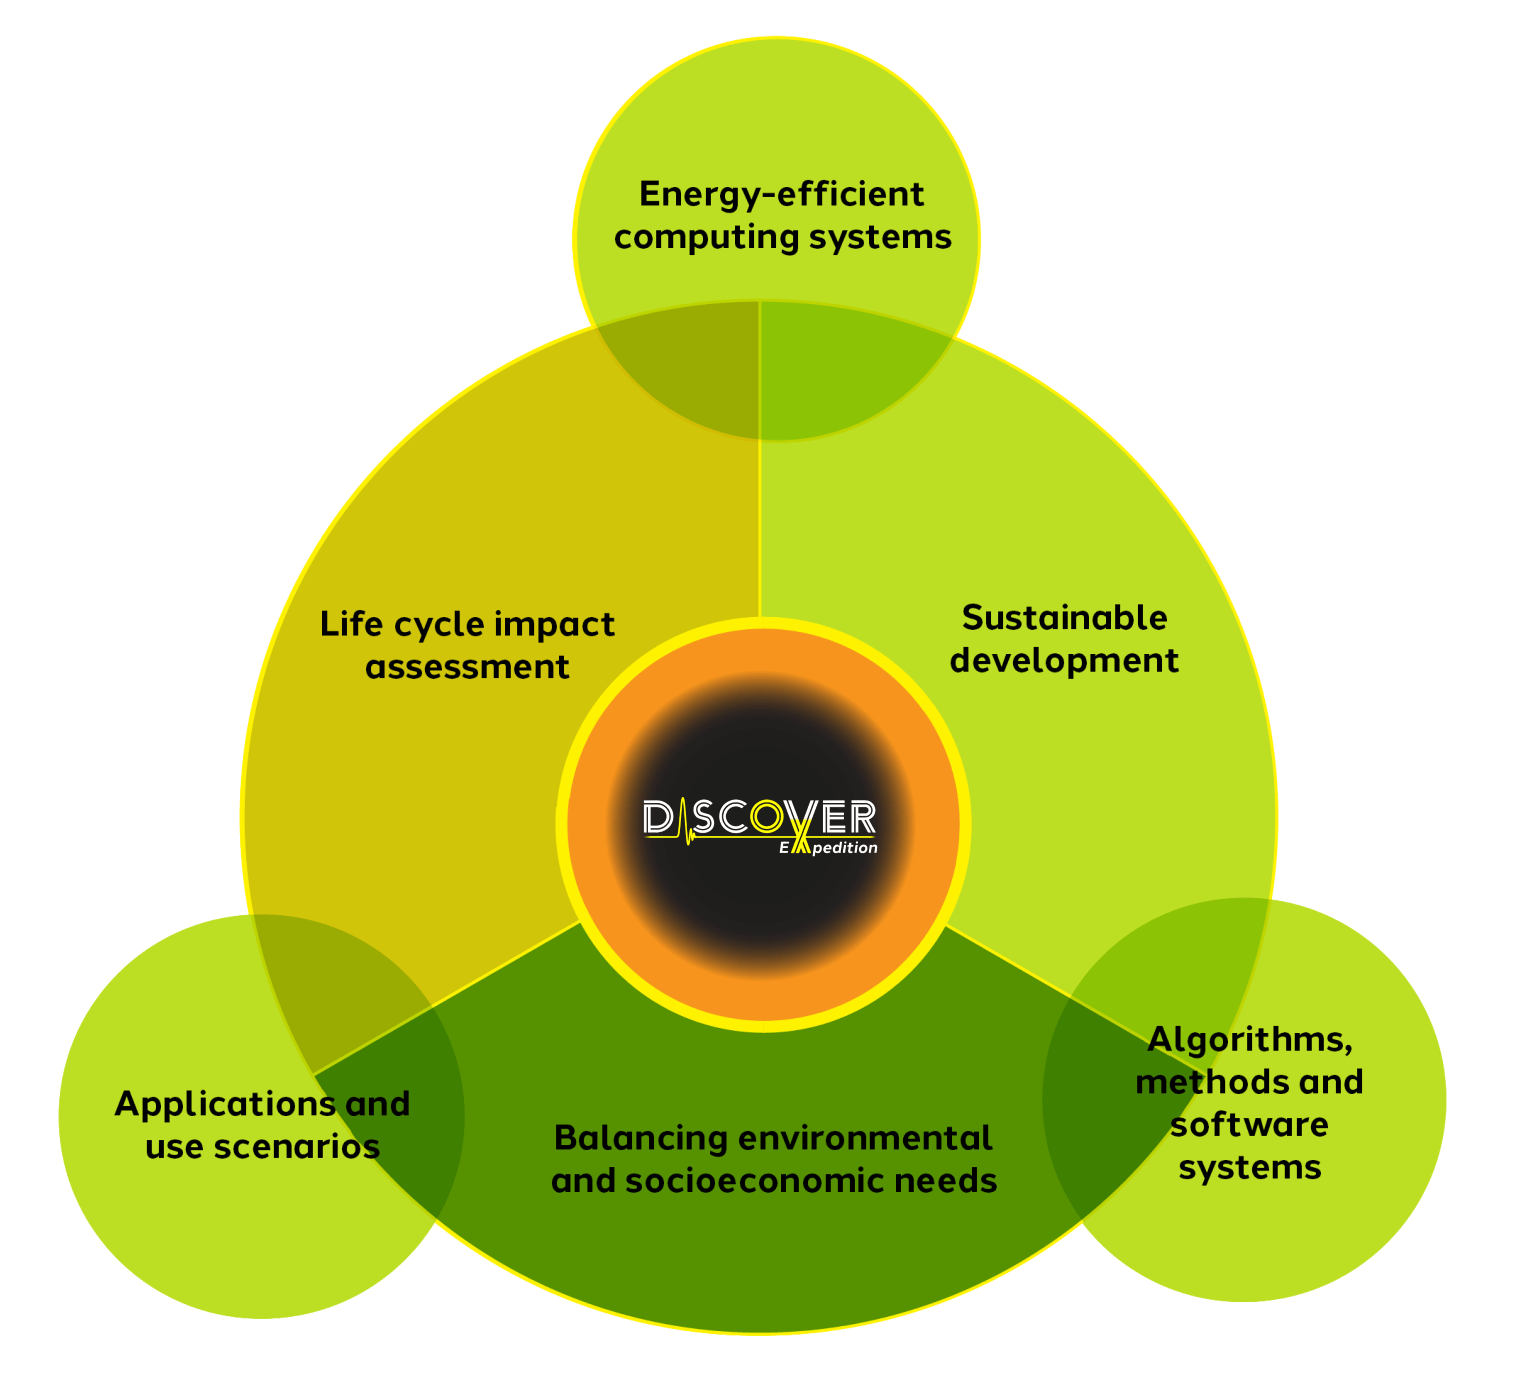 Energy-efficient
computing systems
Life cycle impact
assessment
Sustainable
development
DISCOVER
Expedition
Applications and
use scenarios
Balancing environmental
and socioeconomic needs
Algorithms,
methods and
software
systems